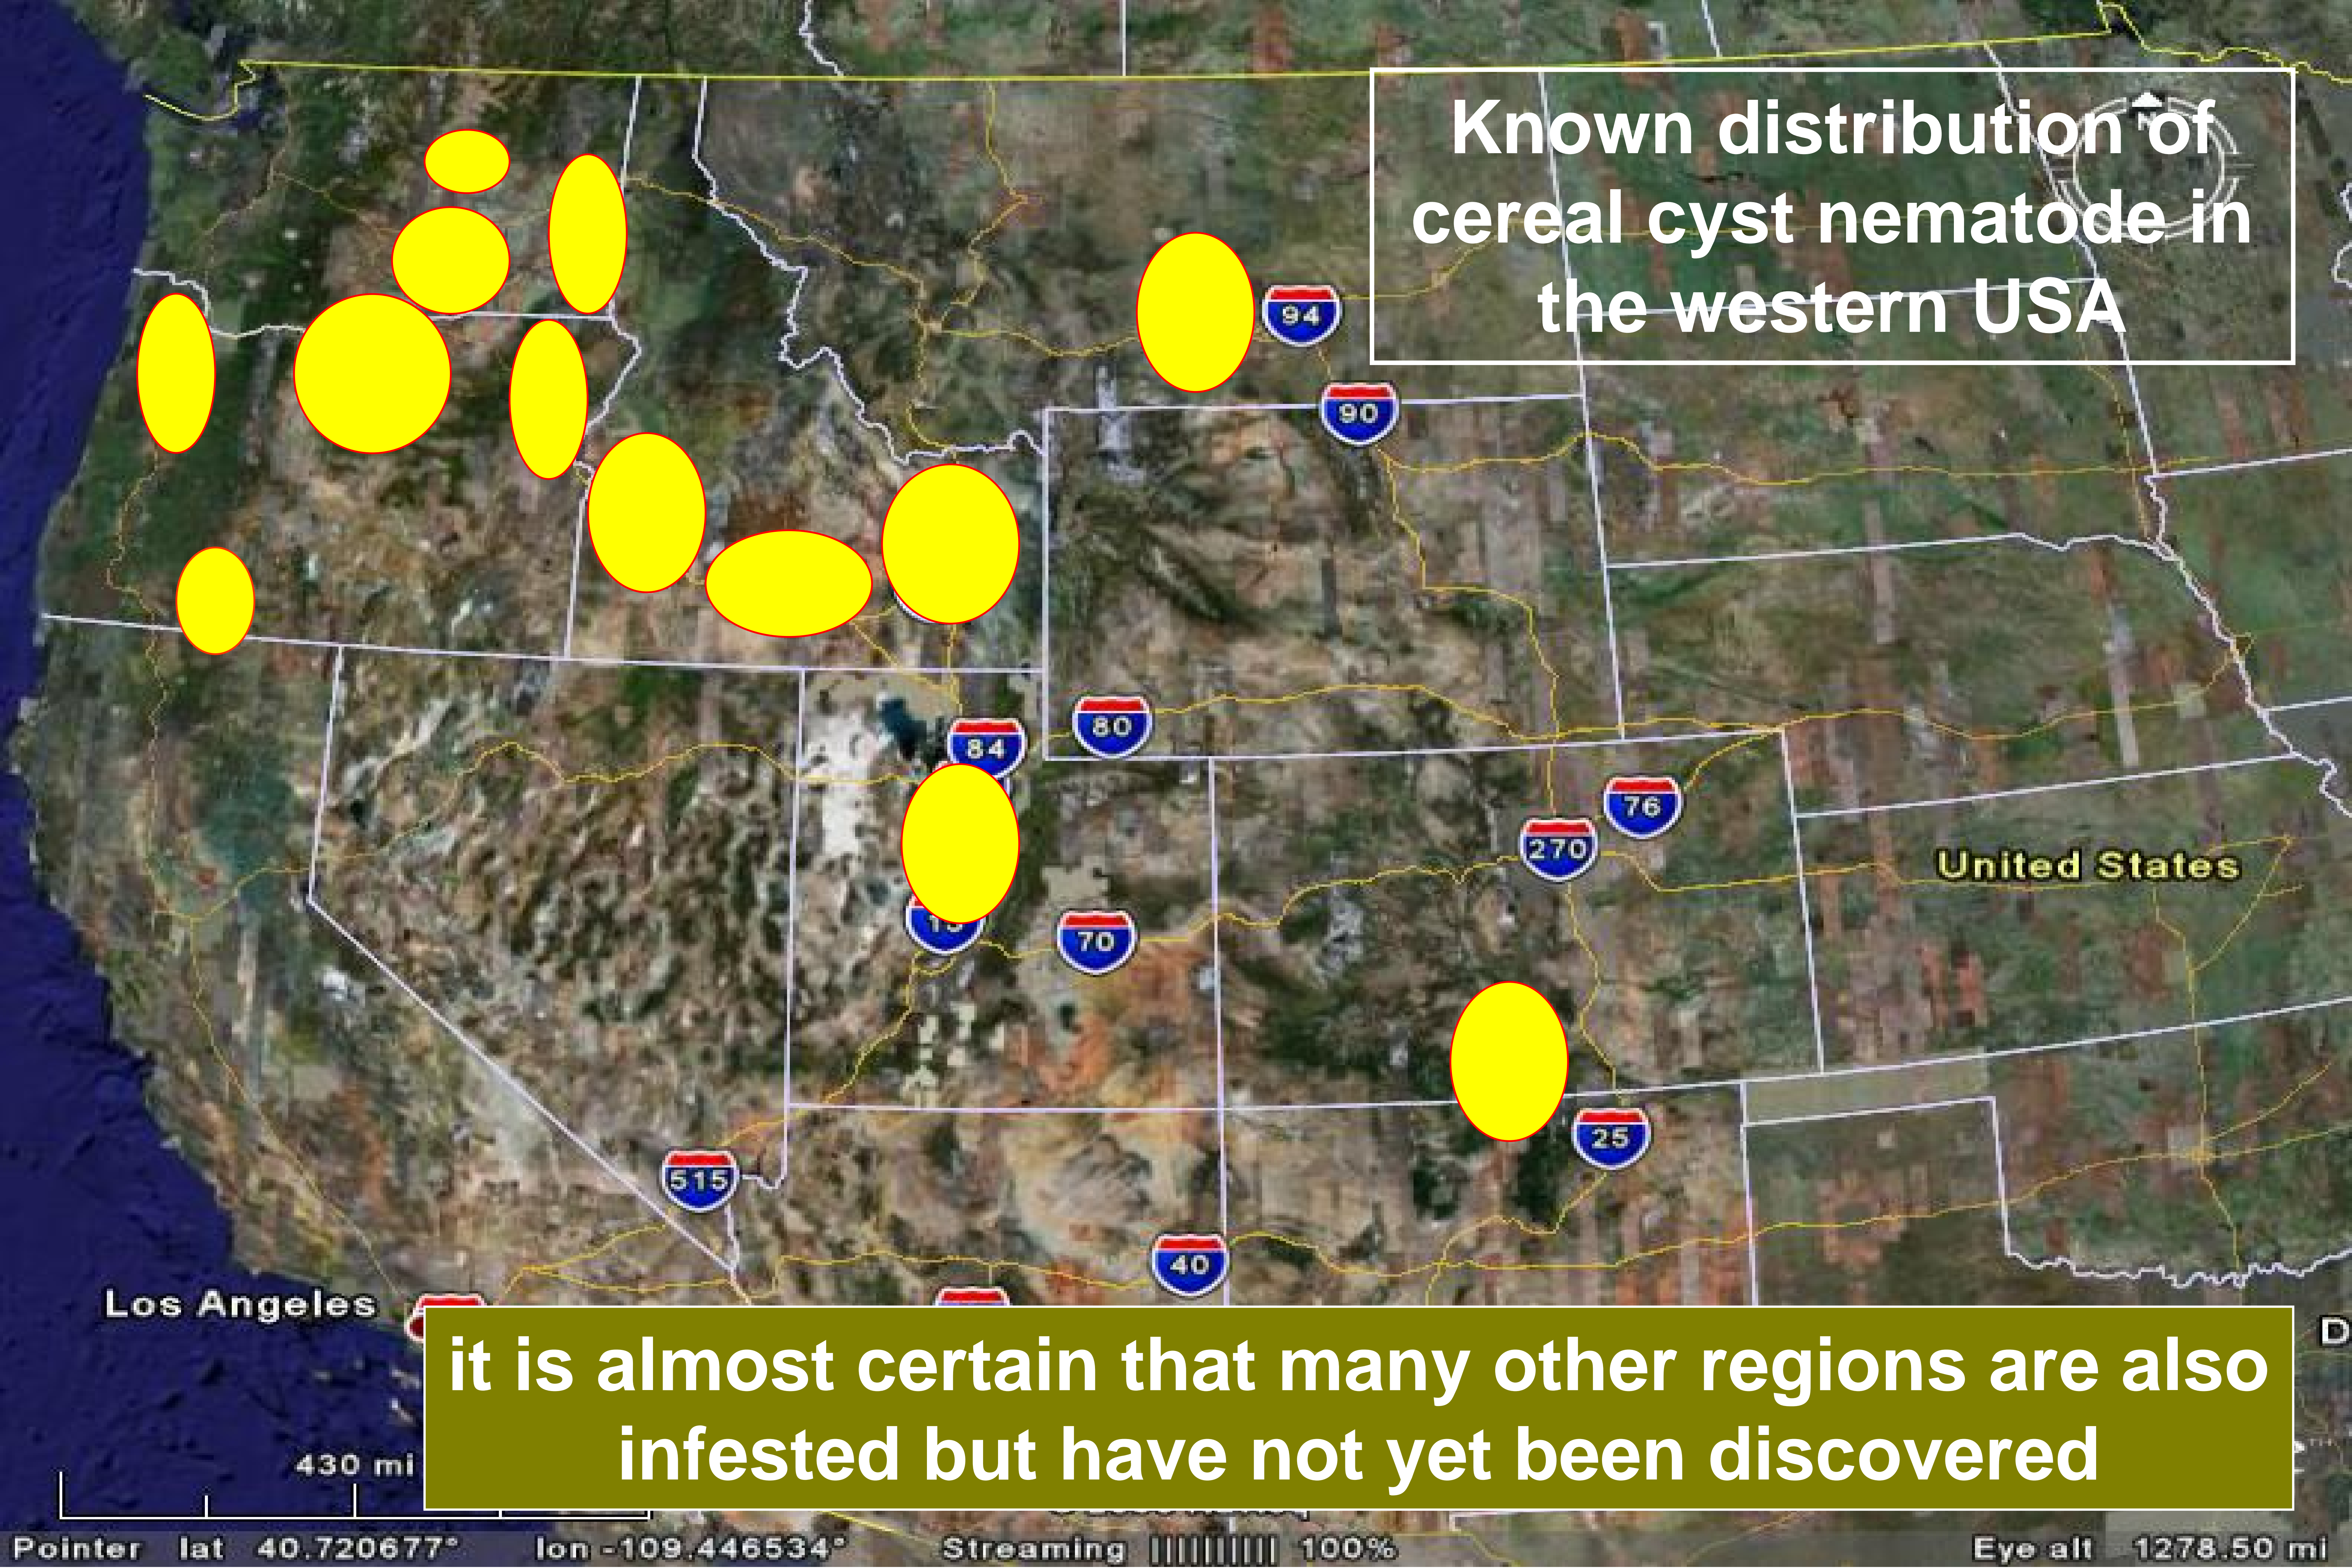 Known distribution of
cereal cyst nematode in
the western USA
N
94
90
80
84
76
270
United States
15
70
25
515
40
Los Angeles
D
it is almost certain that many other regions are also
infested but have not yet been discovered
430 mi
Pointer lat 40.720677° lon -109.446534° Streaming |||||||||| 100% Eye alt 1278.50 mi